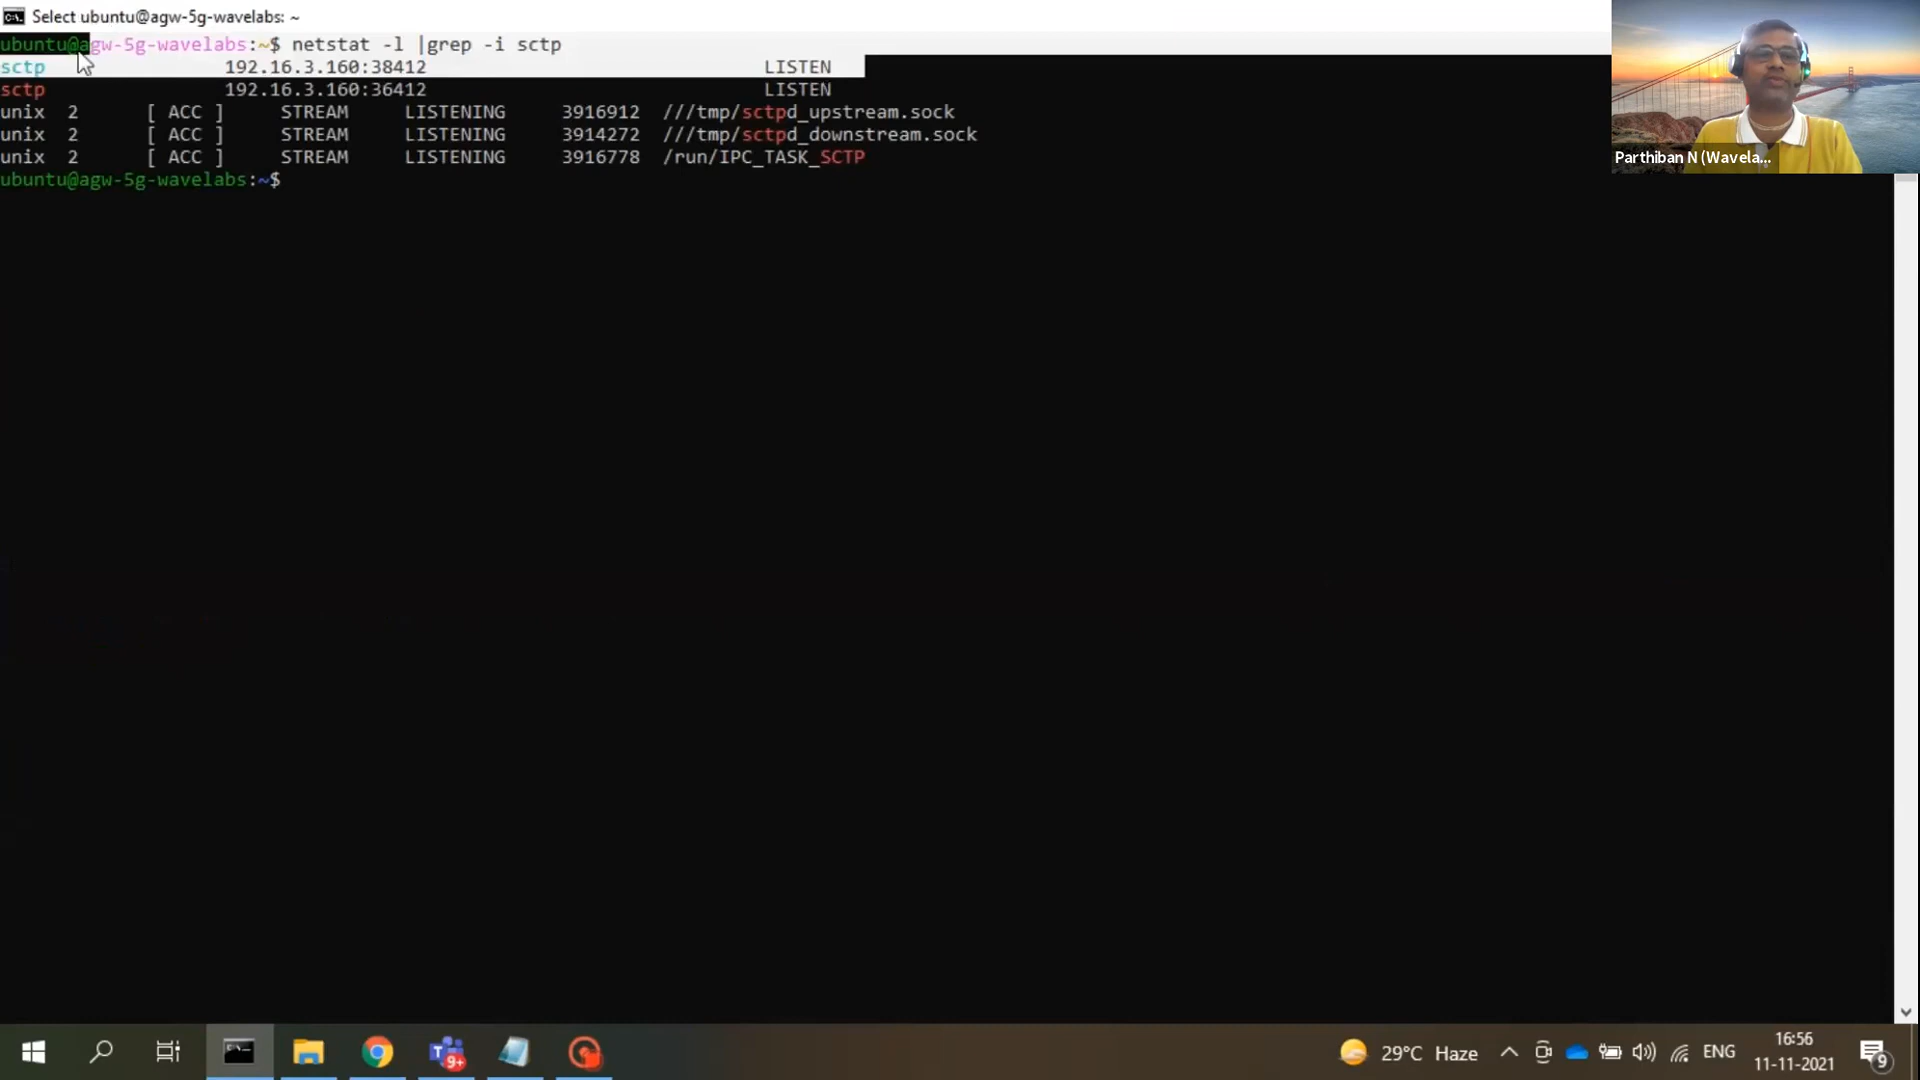 Select ubuntu@agw-5g-wavelabs: ~
ubuntu@agw-5g-wavelabs:~$ netstat -l |grep -i sctp
sctp 192.16.3.160:38412 LISTEN
sctp 192.16.3.160:36412 LISTEN
unix 2 [ ACC ] STREAM LISTENING 3916912 ///tmp/sctpd_upstream.sock
unix 2 [ ACC ] STREAM LISTENING 3914272 ///tmp/sctpd_downstream.sock
unix 2 [ ACC ] STREAM LISTENING 3916778 /run/IPC_TASK_SCTP
ubuntu@agw-5g-wavelabs:~$
Parthiban N (Wavela...
9+
29°C Haze
ENG
16:56
11-11-2021
9